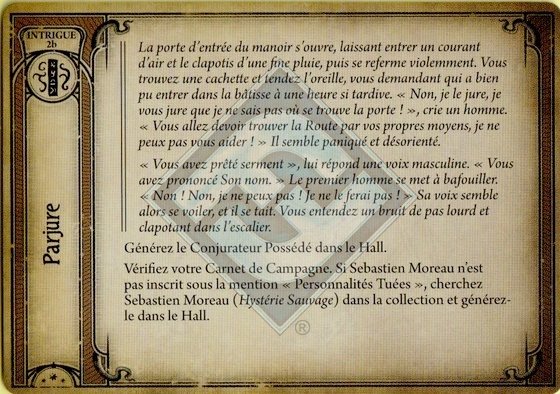 INTRIGUE
2b
Parjure
La porte d'entrée du manoir s'ouvre, laissant entrer un courant
d'air et le clapotis d'une fine pluie, puis se referme violemment. Vous
trouvez une cachette et tendez l'oreille, vous demandant qui a bien
pu entrer dans la bâtisse à une heure si tardive. « Non, je le jure, je
vous jure que je ne sais pas où se trouve la porte ! », crie un homme.
« Vous allez devoir trouver la Route par vos propres moyens, je ne
peux pas vous aider ! » Il semble paniqué et désorienté.
« Vous avez prêté serment », lui répond une voix masculine. « Vous
avez prononcé Son nom. » Le premier homme se met à bafouiller.
« Non ! Non, je ne peux pas ! Je ne le ferai pas ! » Sa voix semble
alors se voiler, et il se tait. Vous entendez un bruit de pas lourd et
clapotant dans l'escalier.
Générez le Conjurateur Possédé dans le Hall.
Vérifiez votre Carnet de Campagne. Si Sebastien Moreau n'est
pas inscrit sous la mention « Personnalités Tuées », cherchez
Sebastien Moreau (Hystérie Sauvage) dans la collection et générez-
le dans le Hall.
®